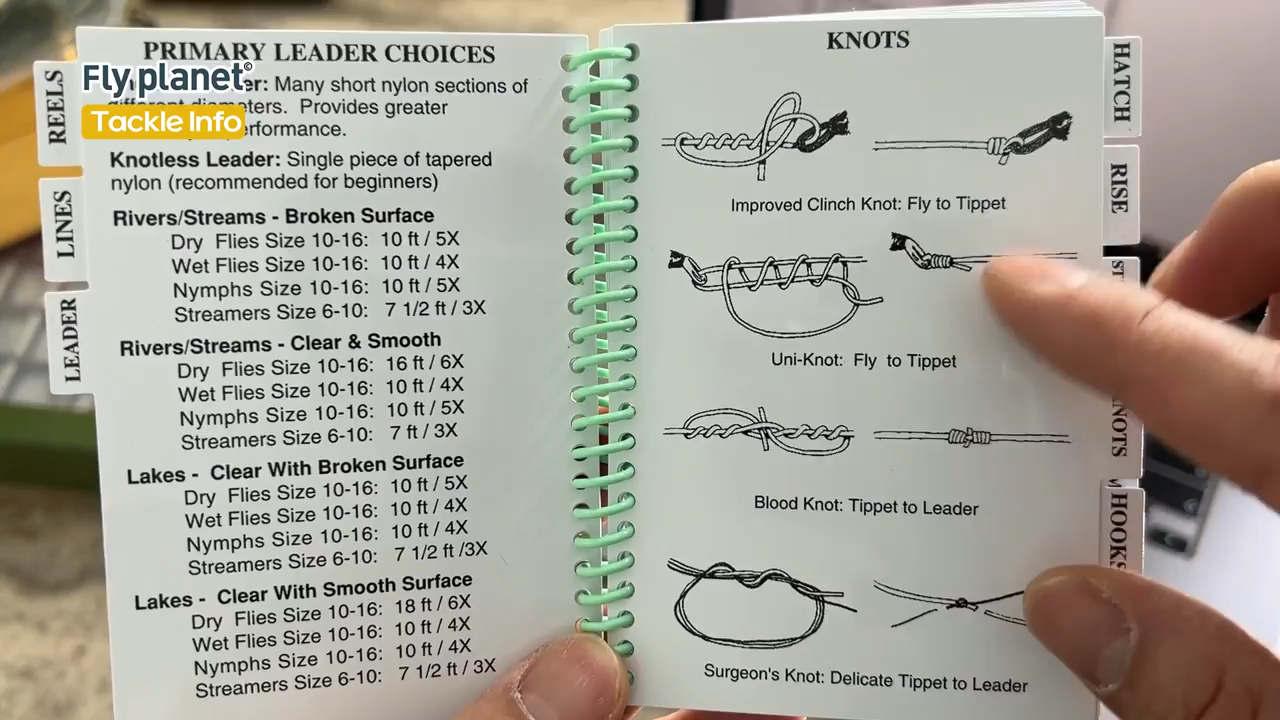 REELS
LINES
LEADER
Fly planet©
Tackle Info
PRIMARY LEADER CHOICES
er: Many short nylon sections of
different diameters. Provides greater
erformance.
Knotless Leader: Single piece of tapered
nylon (recommended for beginners)
Rivers/Streams - Broken Surface
Dry Flies Size 10-16: 10 ft / 5X
Wet Flies Size 10-16: 10 ft / 4X
Nymphs Size 10-16: 10 ft / 5X
Streamers Size 6-10: 7 1/2 ft / 3X
Rivers/Streams - Clear & Smooth
Dry Flies Size 10-16: 16 ft / 6X
Wet Flies Size 10-16: 10 ft / 4X
Nymphs Size 10-16: 10 ft / 5X
Streamers Size 6-10: 7 ft / 3X
Lakes - Clear With Broken Surface
Dry Flies Size 10-16: 10 ft / 5X
Wet Flies Size 10-16: 10 ft / 4X
Nymphs Size 10-16: 10 ft / 4X
Streamers Size 6-10: 7 1/2 ft /3X
Lakes - Clear With Smooth Surface
Dry Flies Size 10-16: 18 ft / 6X
Wet Flies Size 10-16: 10 ft / 4X
Nymphs Size 10-16: 10 ft / 4X
Streamers Size 6-10: 7 1/2 ft / 3X
KNOTS
Improved Clinch Knot: Fly to Tippet
Uni-Knot: Fly to Tippet
Blood Knot: Tippet to Leader
Surgeon's Knot: Delicate Tippet to Leader
HATCH
RISE
ST
NOTS
HOOKS